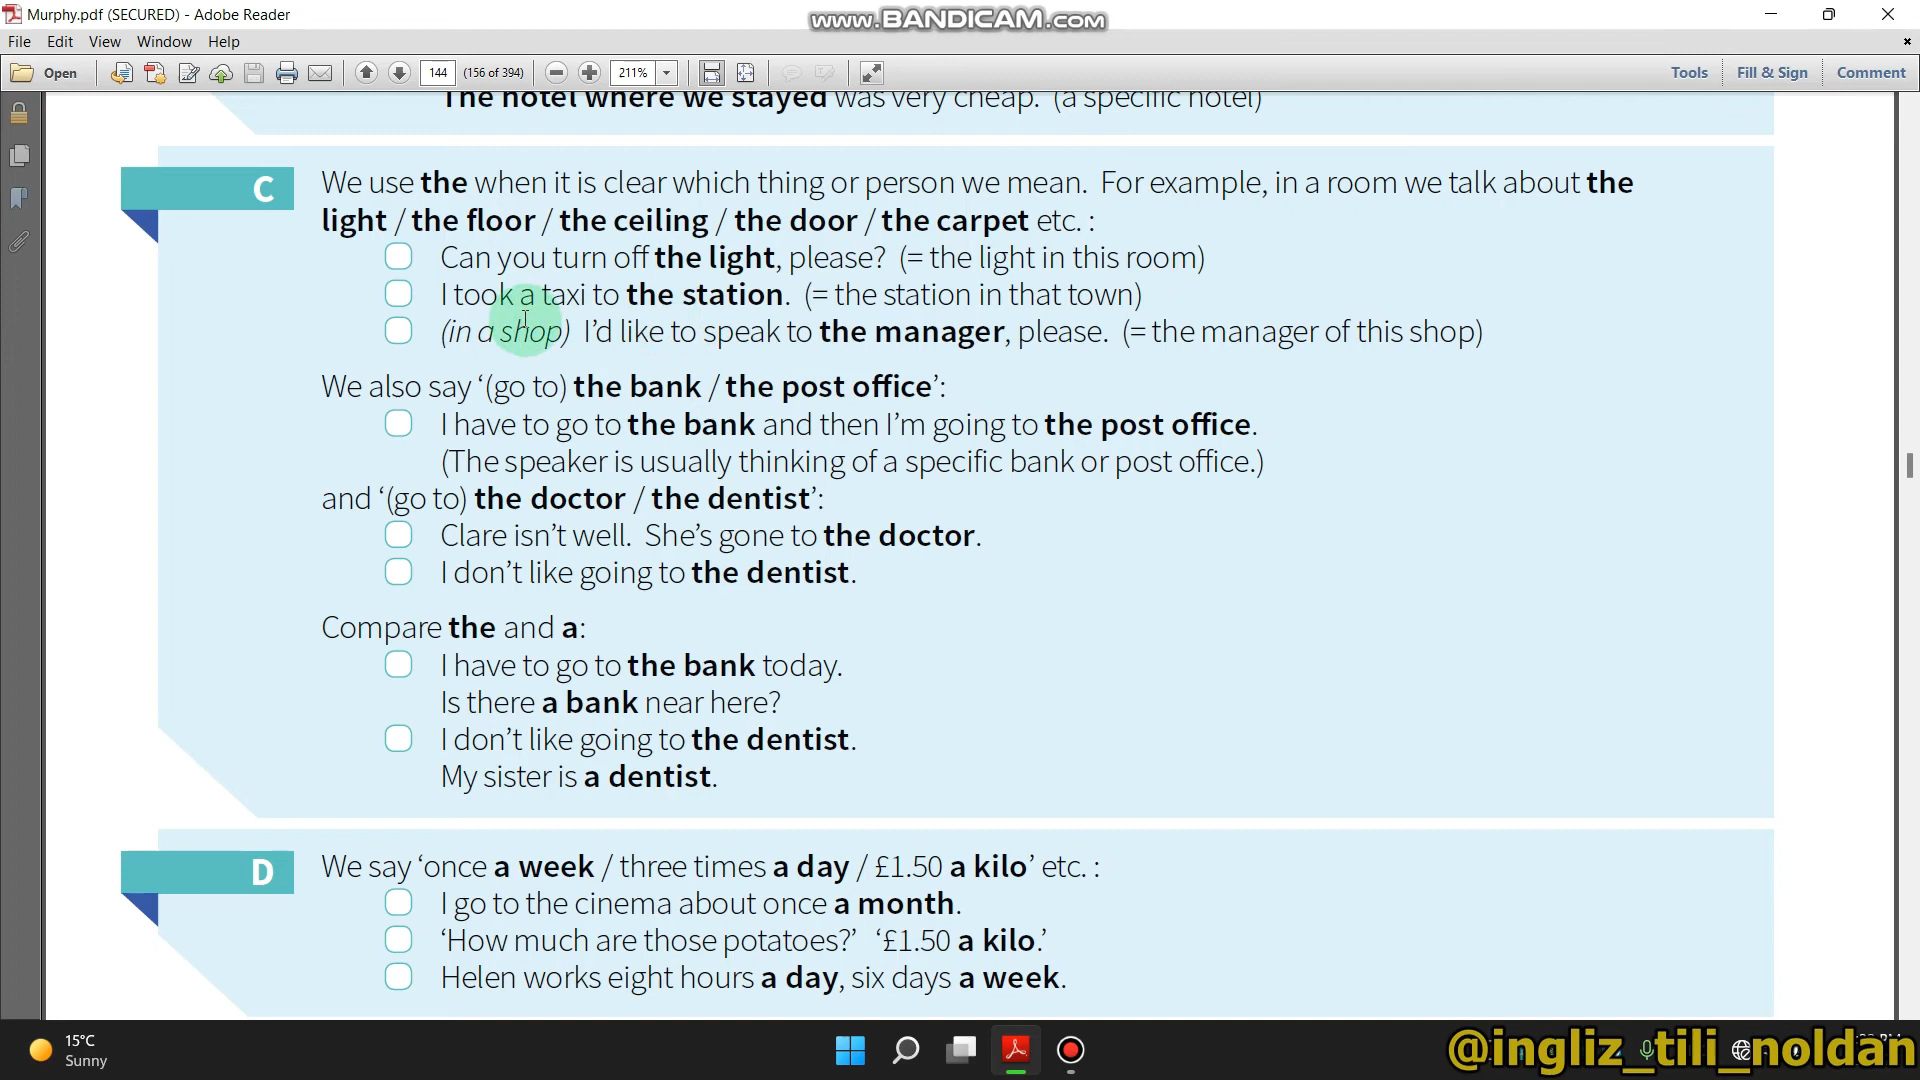 Murphy.pdf (SECURED) - Adobe Reader
www.BANDICAM.com
File Edit View Window Help
Open 144 (156 of 394) 211% Tools Fill & Sign Comment
The hotel where we stayed was very cheap. (a specific hotel)
C
We use the when it is clear which thing or person we mean. For example, in a room we talk about the
light / the floor / the ceiling / the door / the carpet etc. :
Can you turn off the light, please? (= the light in this room)
I took a taxi to the station. (= the station in that town)
(in a shop) I’d like to speak to the manager, please. (= the manager of this shop)
We also say ‘(go to) the bank / the post office’:
I have to go to the bank and then I’m going to the post office.
(The speaker is usually thinking of a specific bank or post office.)
and ‘(go to) the doctor / the dentist’:
Clare isn’t well. She’s gone to the doctor.
I don’t like going to the dentist.
Compare the and a:
I have to go to the bank today.
Is there a bank near here?
I don’t like going to the dentist.
My sister is a dentist.
D
We say ‘once a week / three times a day / £1.50 a kilo’ etc. :
I go to the cinema about once a month.
‘How much are those potatoes?’ ‘£1.50 a kilo.’
Helen works eight hours a day, six days a week.
15°C
Sunny
@ingliz_tili_noldan